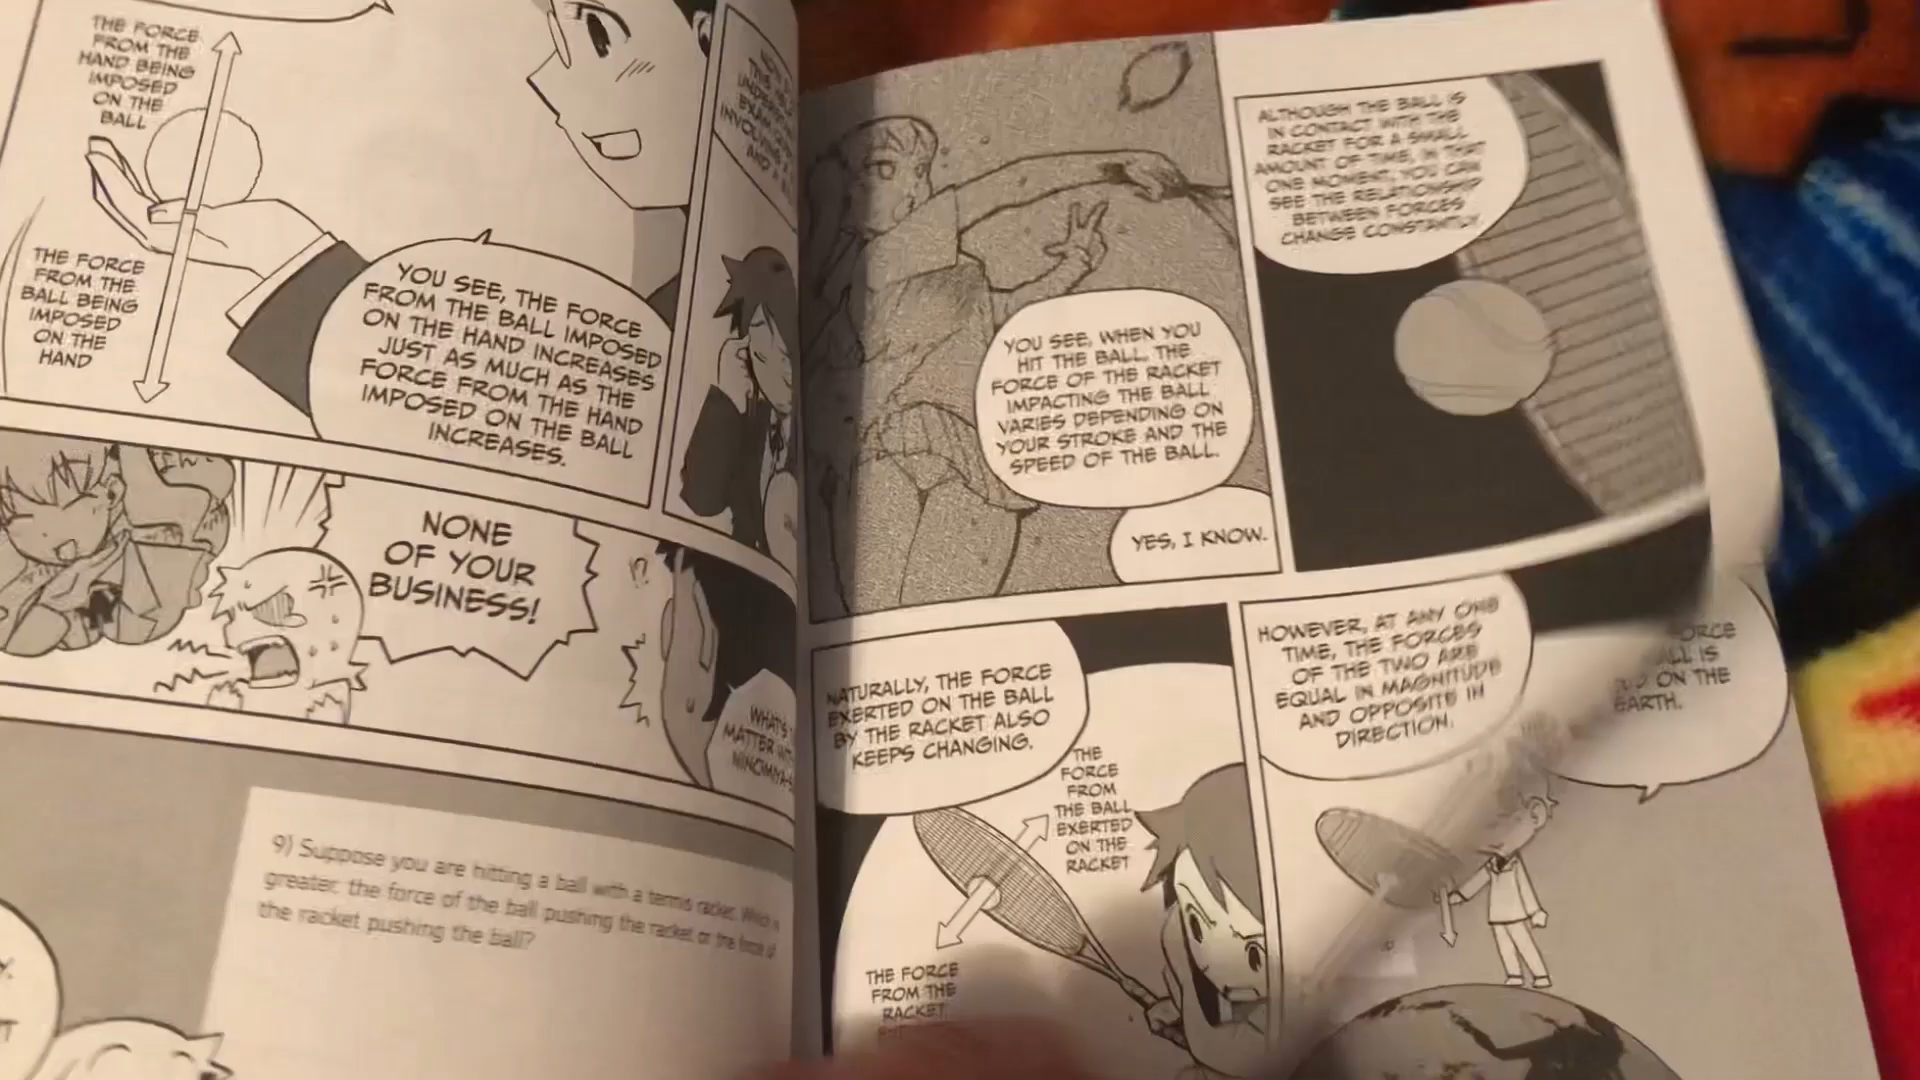 THE FORCE
FROM THE
HAND BEING
IMPOSED
ON THE
BALL
THE FORCE
FROM THE
BALL BEING
IMPOSED
ON THE
HAND
YOU SEE, THE FORCE
FROM THE BALL IMPOSED
ON THE HAND INCREASES
JUST AS MUCH AS THE
FORCE FROM THE HAND
IMPOSED ON THE BALL
INCREASES.
INVOLVING
NONE
OF YOUR
BUSINESS!
WHAT'S
MATTER
9) Suppose you are hitting a ball with a tennis racket. Which is
greater: the force of the ball pushing the racket or the force of
the racket pushing the ball?
YOU SEE, WHEN YOU
HIT THE BALL, THE
FORCE OF THE RACKET
IMPACTING THE BALL
VARIES DEPENDING ON
YOUR STROKE AND THE
SPEED OF THE BALL.
YES, I KNOW.
ALTHOUGH THE BALL IS
IN CONTACT WITH THE
RACKET FOR A SMALL
AMOUNT OF TIME, IN THAT
ONE MOMENT, YOU CAN
SEE THE RELATIONSHIP
BETWEEN FORCES
CHANGE CONSTANTLY.
NATURALLY, THE FORCE
EXERTED ON THE BALL
BY THE RACKET ALSO
KEEPS CHANGING.
THE
FORCE
FROM
THE BALL
EXERTED
ON THE
RACKET
THE FORCE
FROM THE
RACKET
HOWEVER, AT ANY ONE
TIME, THE FORCES
OF THE TWO ARE
EQUAL IN MAGNITUDE
AND OPPOSITE IN
DIRECTION.
IS
ON THE
EARTH.